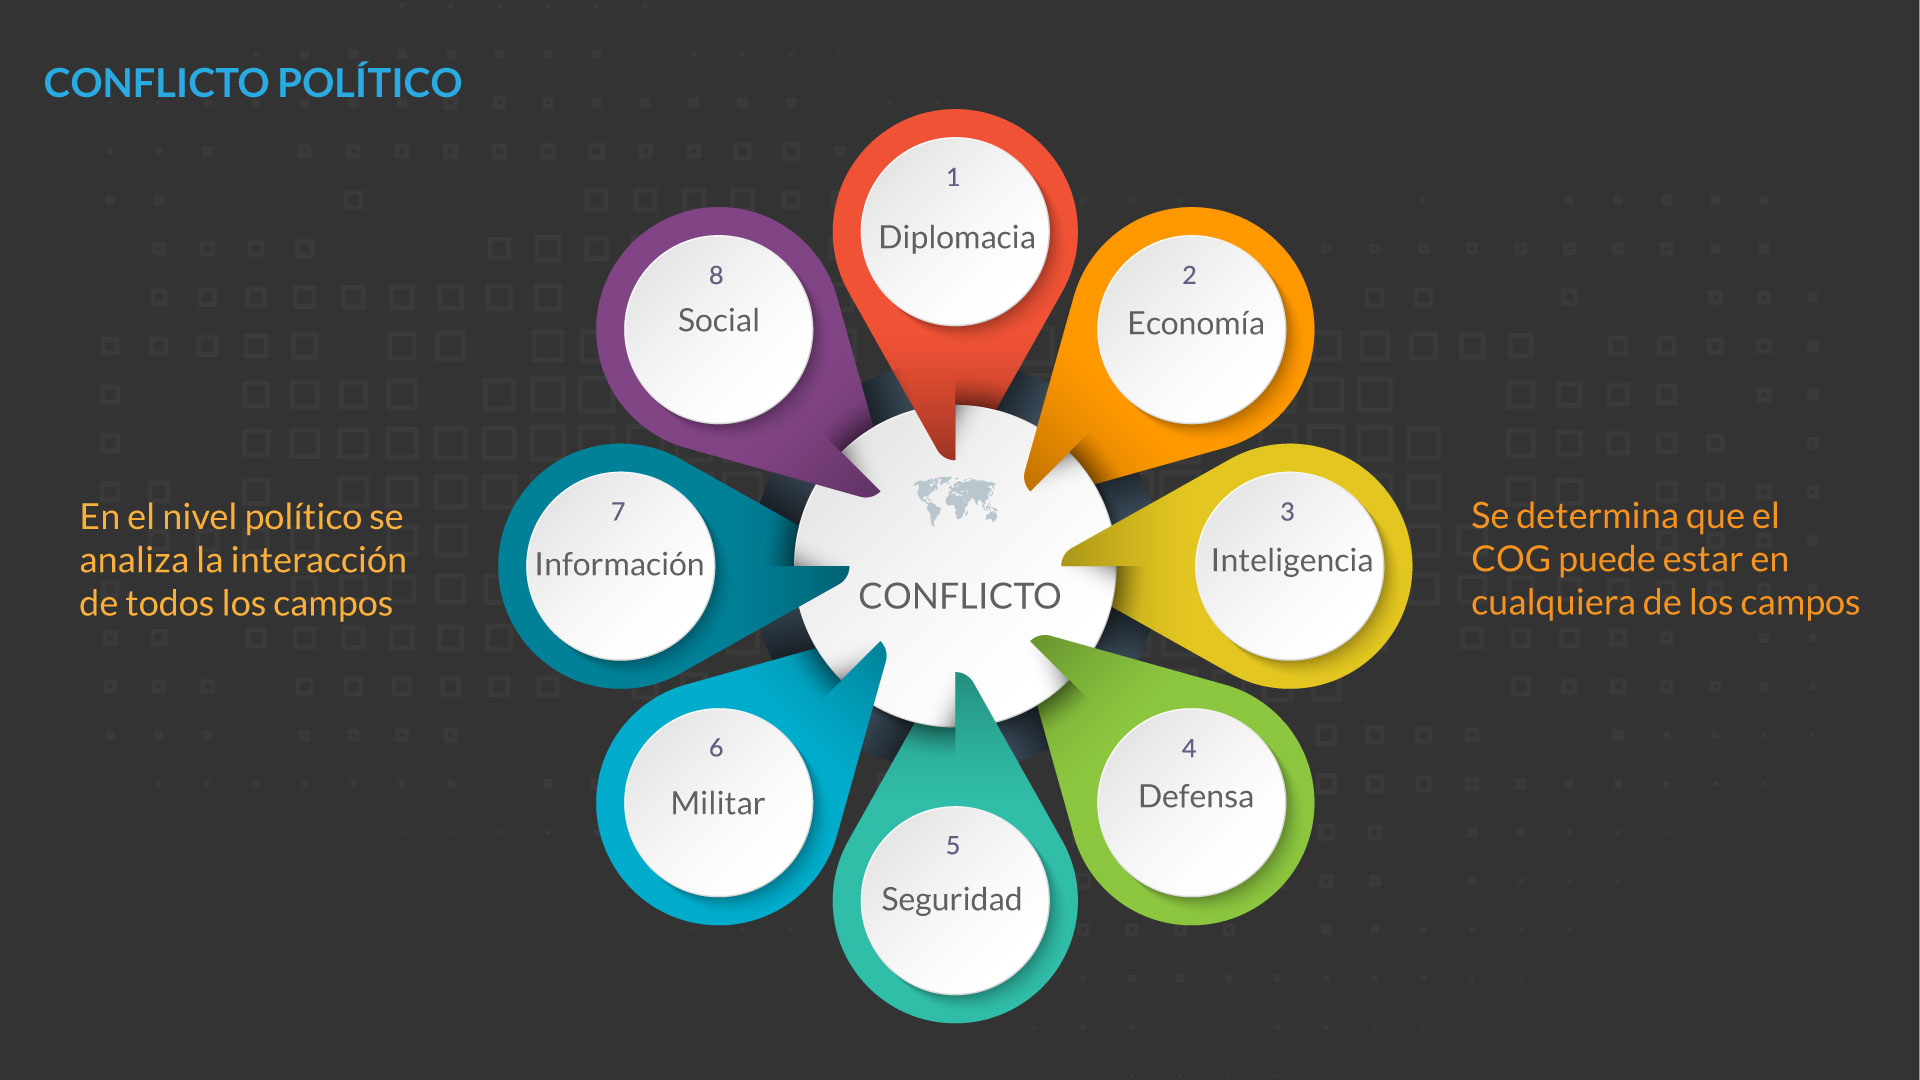 CONFLICTO POLÍTICO
1
Diplomacia
2
Economía
3
Inteligencia
4
Defensa
5
Seguridad
6
Militar
7
Información
8
Social
CONFLICTO
En el nivel político se
analiza la interacción
de todos los campos
Se determina que el
COG puede estar en
cualquiera de los campos